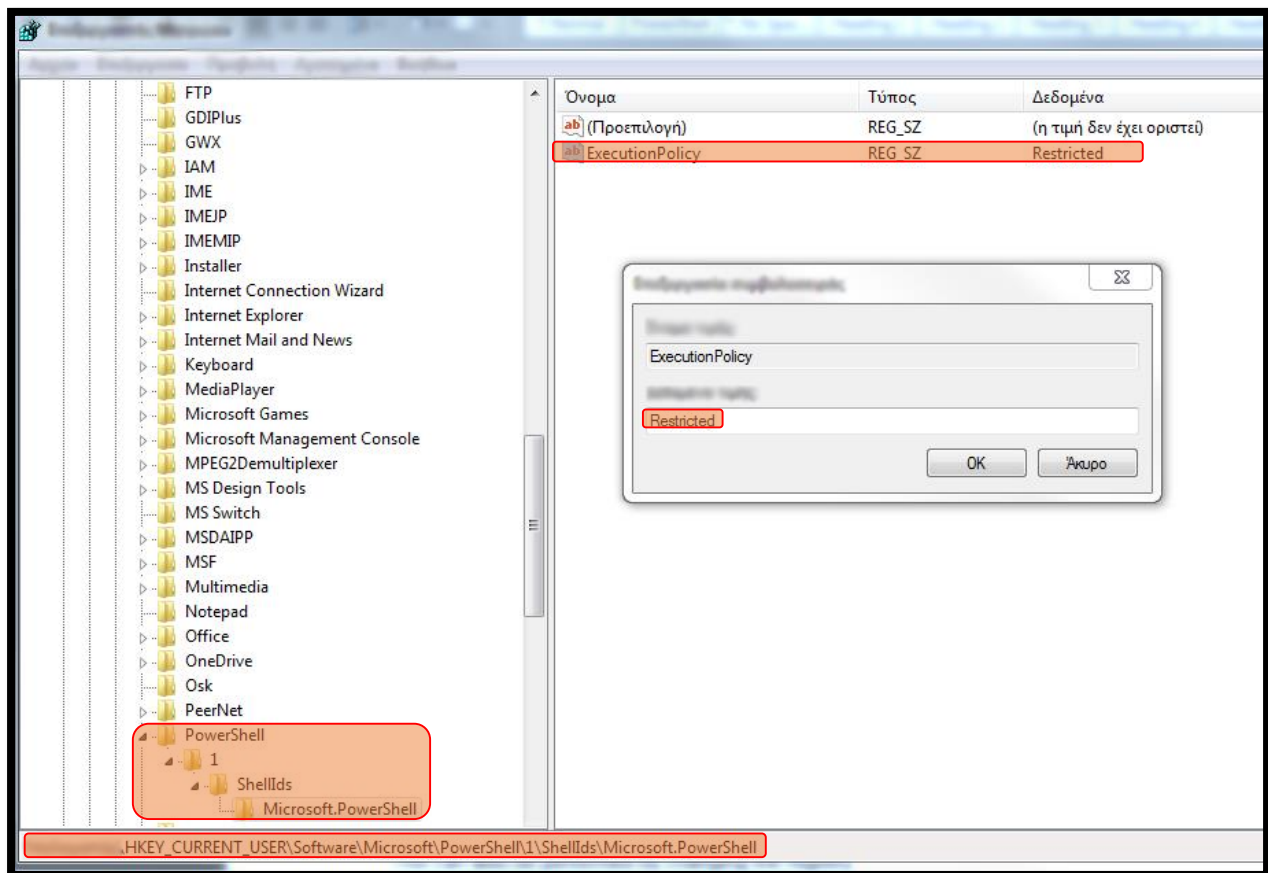 FTP
GDIPlus
GWX
IAM
IME
IMEJP
IMEMIP
Installer
Internet Connection Wizard
Internet Explorer
Internet Mail and News
Keyboard
MediaPlayer
Microsoft Games
Microsoft Management Console
MPEG2Demultiplexer
MS Design Tools
MS Switch
MSDAIPP
MSF
Multimedia
Notepad
Office
OneDrive
Osk
PeerNet
PowerShell
1
ShellIds
Microsoft.PowerShell
Όνομα Τύπος Δεδομένα
ab (Προεπιλογή) REG_SZ (η τιμή δεν έχει οριστεί)
ab ExecutionPolicy REG_SZ Restricted
ExecutionPolicy
Restricted
OK Άκυρο
\HKEY_CURRENT_USER\Software\Microsoft\PowerShell\1\ShellIds\Microsoft.PowerShell